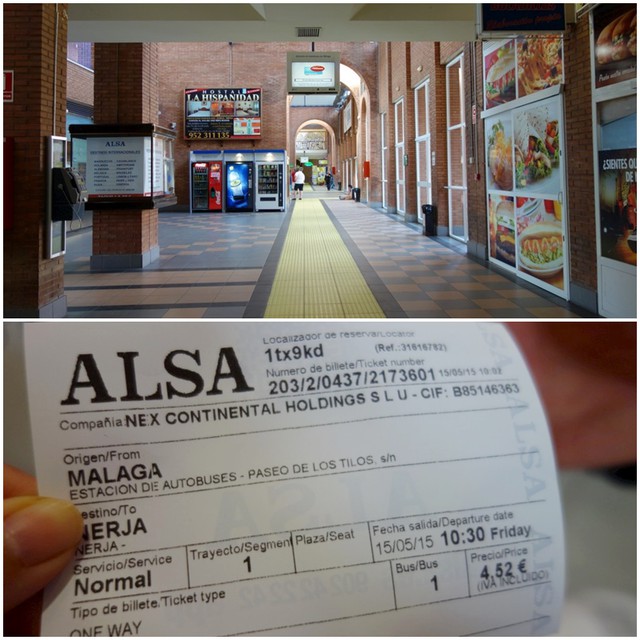 HOSTAL
LA HISPANIDAD
952 311 135
ALSA
¿SIENTES QU
DE
ALSA
Localizador de reserva/Locator
1tx9kd (Ref.:31616782)
Numero de billete/Ticket number
203/2/0437/2173601 15/05/15 10:02
Compañia NEX CONTINENTAL HOLDINGS S L U - CIF: B85146363
Origen/From
MALAGA
ESTACION DE AUTOBUSES - PASEO DE LOS TILOS. s/n
estino/To
NERJA
NERJA -
Servicio/Service
Normal
Trayecto/Segment
1
Plaza/Seat
Fecha salida/Departure date
15/05/15 10:30 Friday
Bus/Bus
1
Precio/Price
4,52 €
(IVA INCLUIDO)
Tipo de billete/Ticket type
ONE WAY